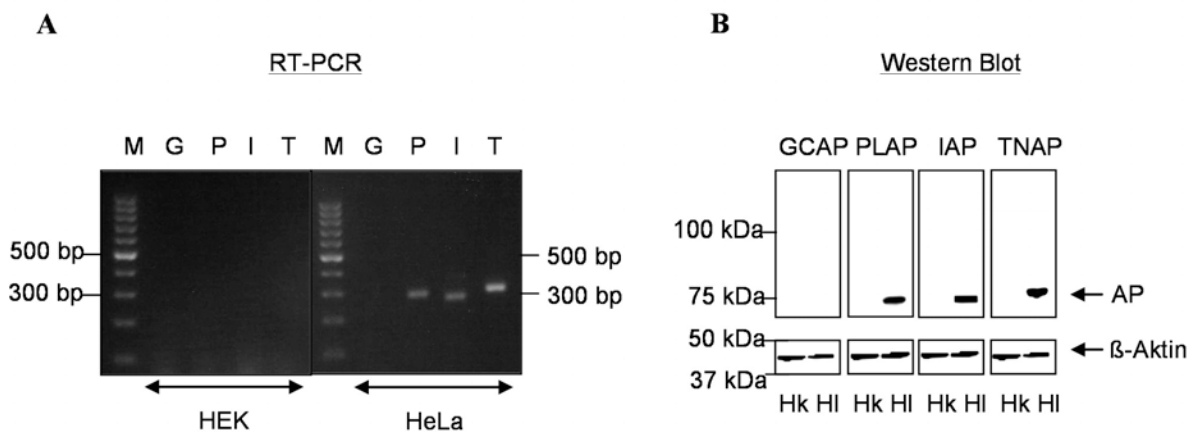 A
RT-PCR
M G P I T M G P I T
500 bp
300 bp
500 bp
300 bp
HEK HeLa
B
Western Blot
GCAP PLAP IAP TNAP
100 kDa
75 kDa
AP
50 kDa
ß-Aktin
37 kDa
Hk Hl Hk Hl Hk Hl Hk Hl